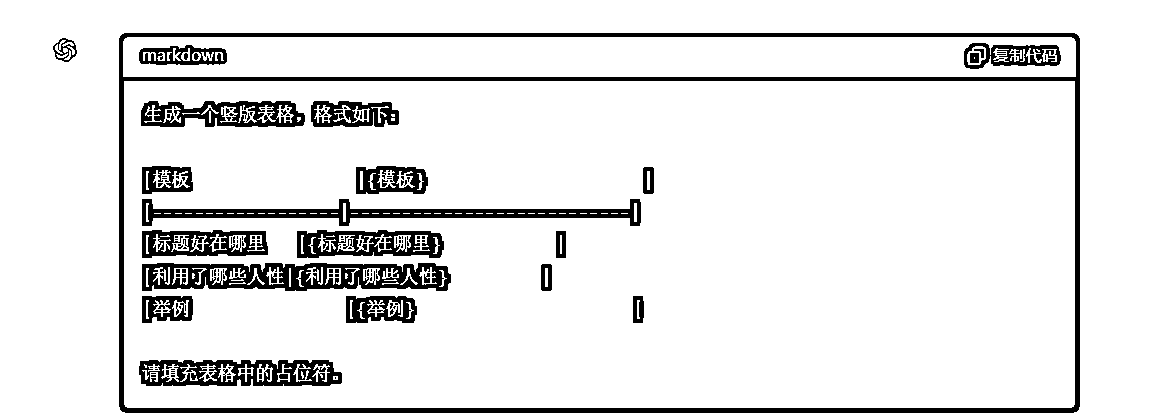 markdown
复制代码
生成一个竖版表格，格式如下：
|模板 |{模板} |
|--------------------|------------------------------|
|标题好在哪里 |{标题好在哪里} |
|利用了哪些人性|{利用了哪些人性} |
|举例 |{举例} |
请填充表格中的占位符.